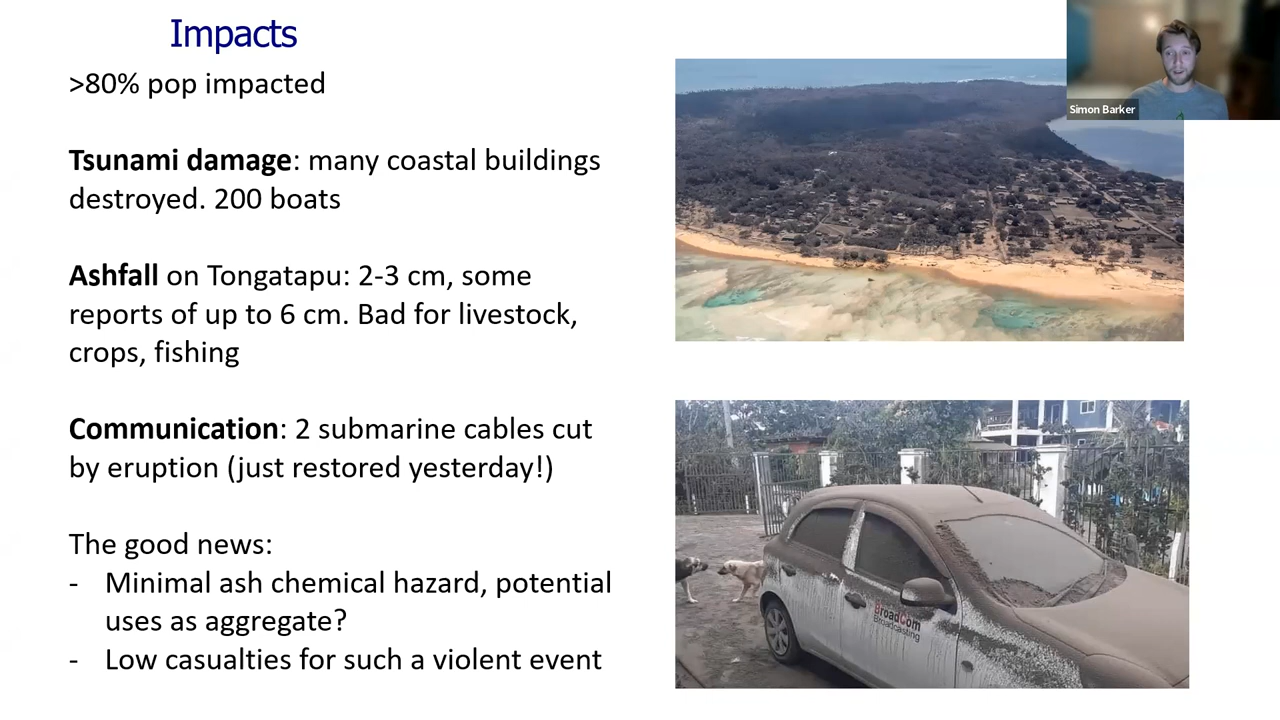 Impacts
>80% pop impacted
Tsunami damage: many coastal buildings
destroyed. 200 boats
Ashfall on Tongatapu: 2-3 cm, some
reports of up to 6 cm. Bad for livestock,
crops, fishing
Communication: 2 submarine cables cut
by eruption (just restored yesterday!)
The good news:
- Minimal ash chemical hazard, potential
uses as aggregate?
- Low casualties for such a violent event
Simon Barker
BroadCom
Broadcasting